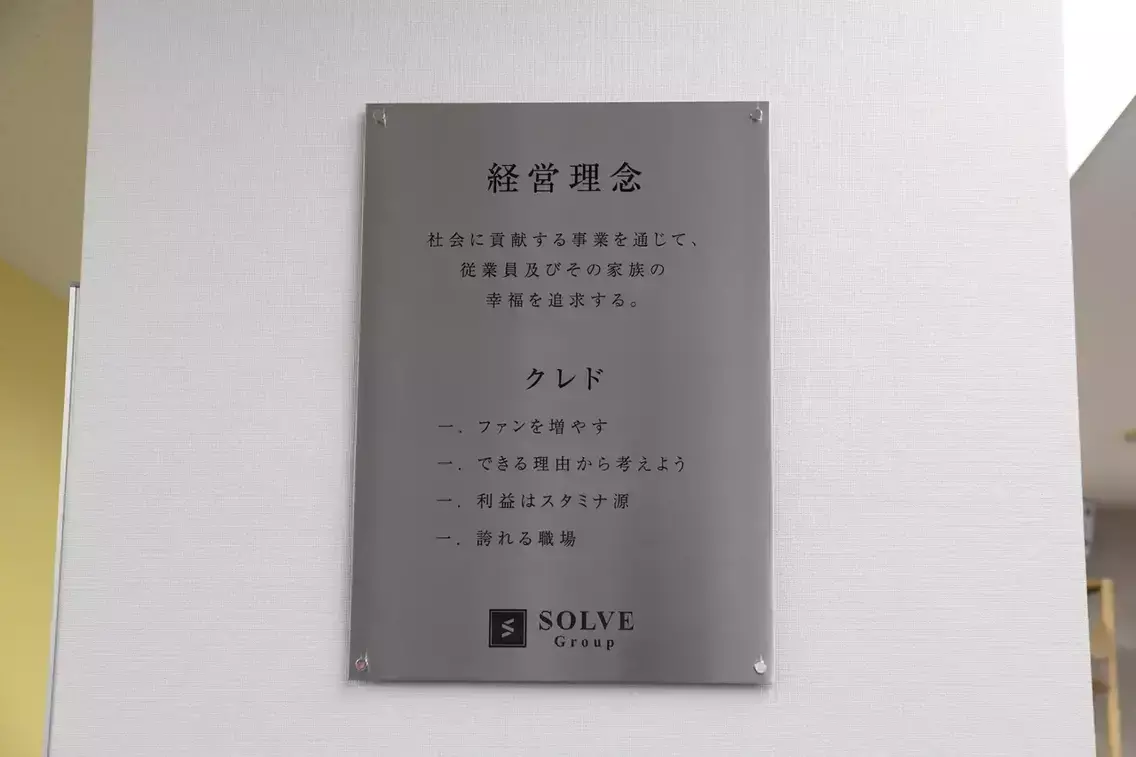 経営理念
社会に貢献する事業を通じて、
従業員及びその家族の
幸福を追求する。
クレド
一．ファンを増やす
一．できる理由から考えよう
一．利益はスタミナ源
一．誇れる職場
SOLVE
Group